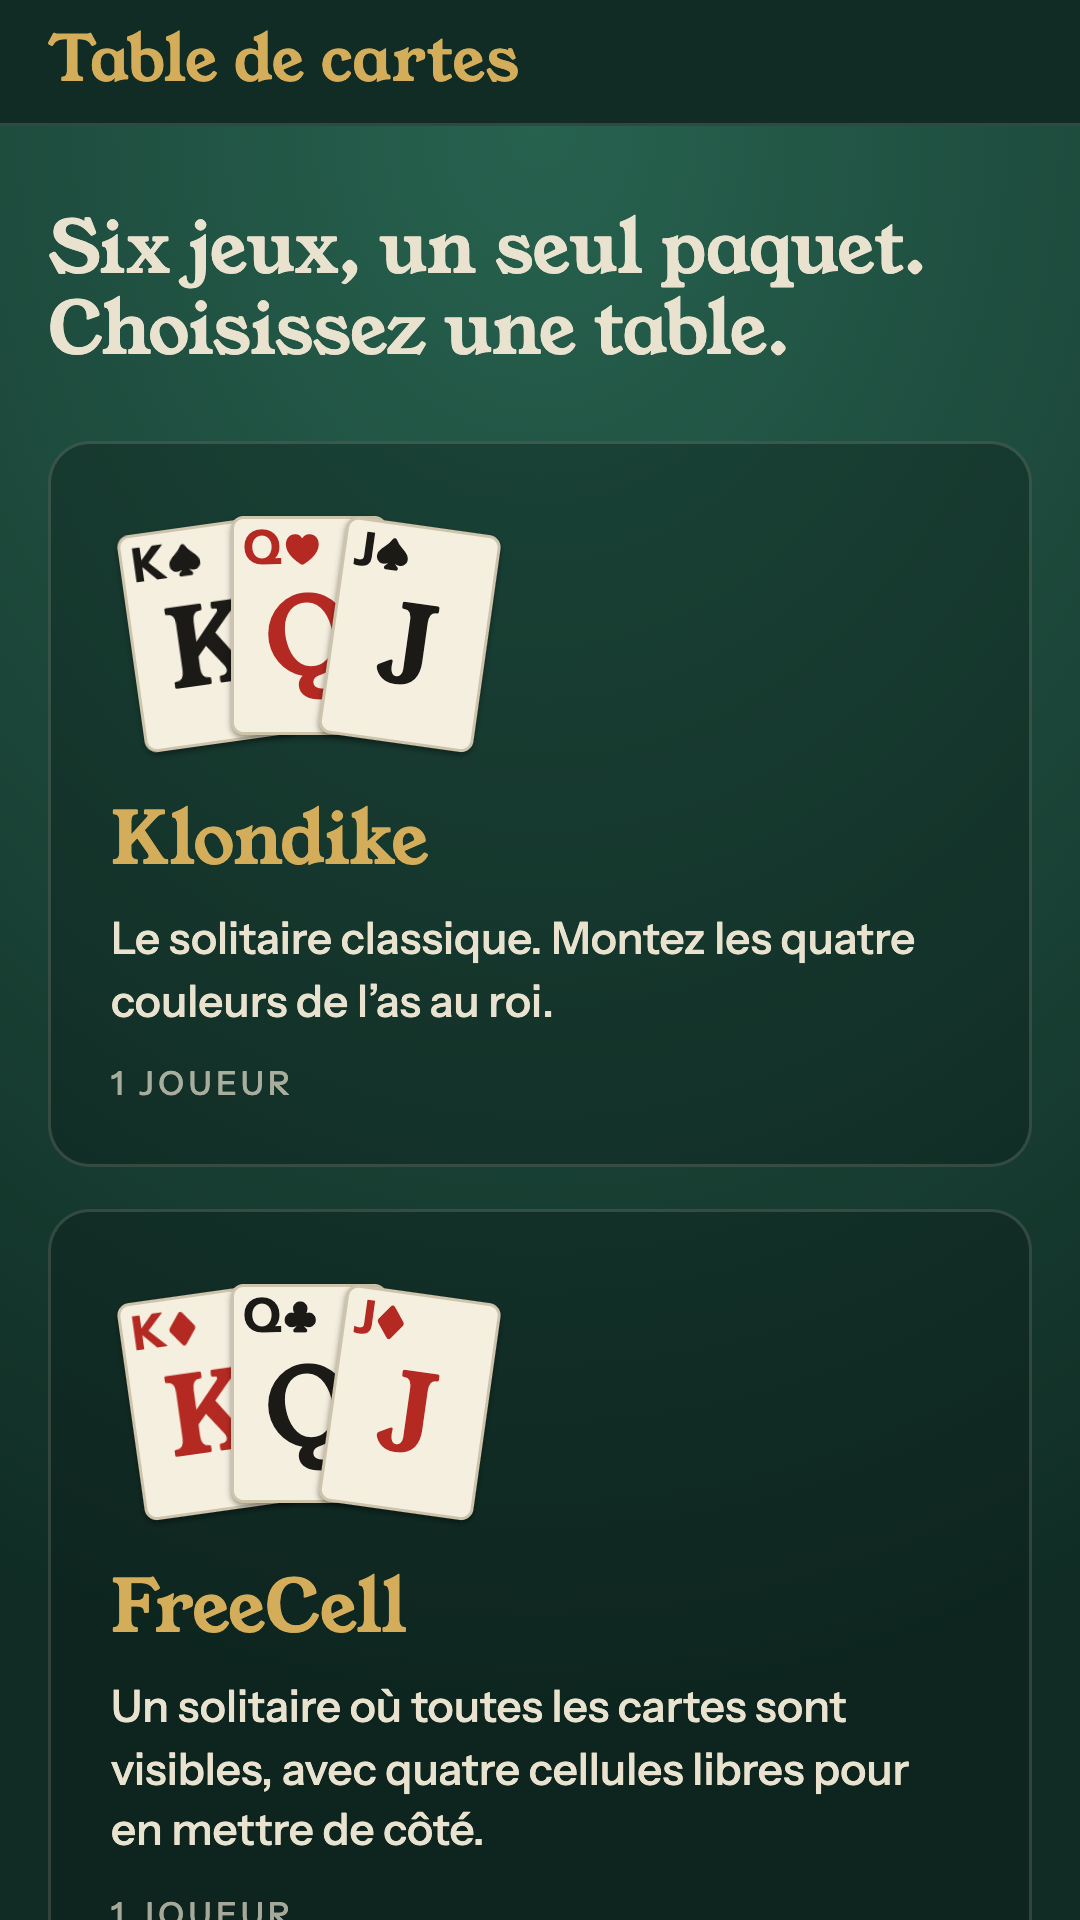 Table de cartes
Six jeux, un seul paquet.
Choisissez une table.
K♠ Q♥ J♠
K Q J
Klondike
Le solitaire classique. Montez les quatre
couleurs de l’as au roi.
1 JOUEUR
K♦ Q♣ J♦
K Q J
FreeCell
Un solitaire où toutes les cartes sont
visibles, avec quatre cellules libres pour
en mettre de côté.
1 JOUEUR